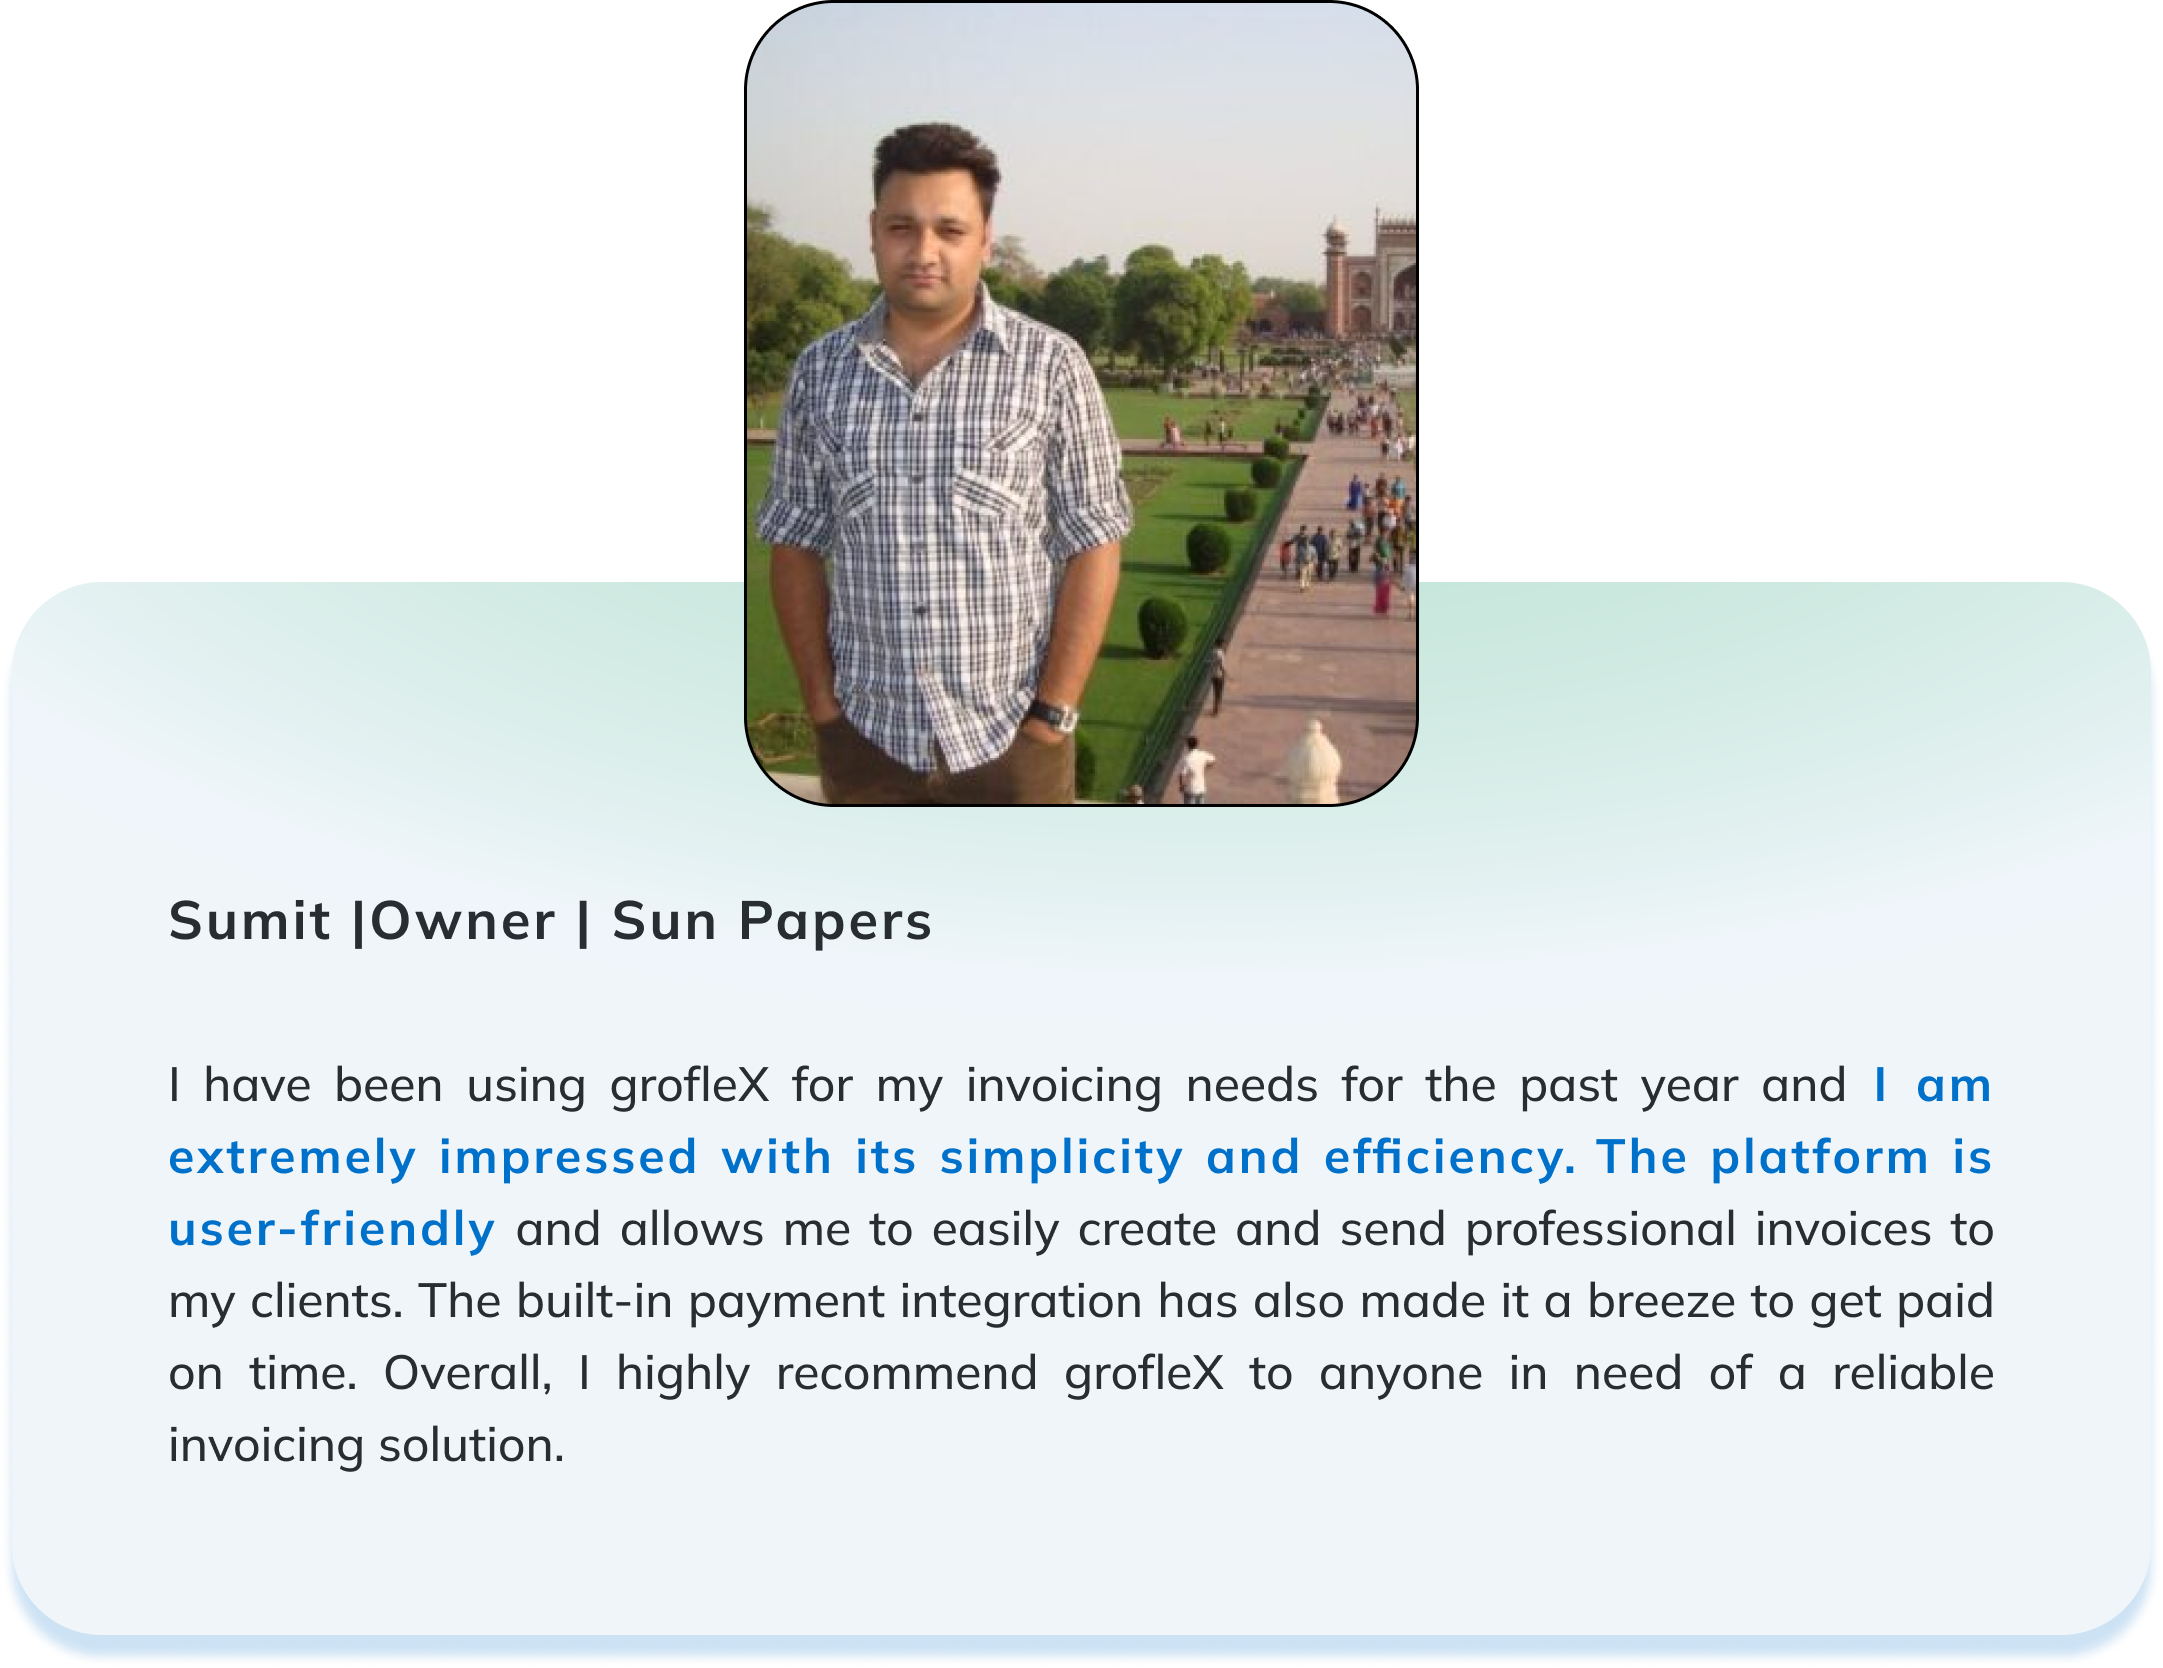 Sumit |Owner | Sun Papers
I have been using grofleX for my invoicing needs for the past year and I am
extremely impressed with its simplicity and efficiency. The platform is
user-friendly and allows me to easily create and send professional invoices to
my clients. The built-in payment integration has also made it a breeze to get paid
on time. Overall, I highly recommend grofleX to anyone in need of a reliable
invoicing solution.